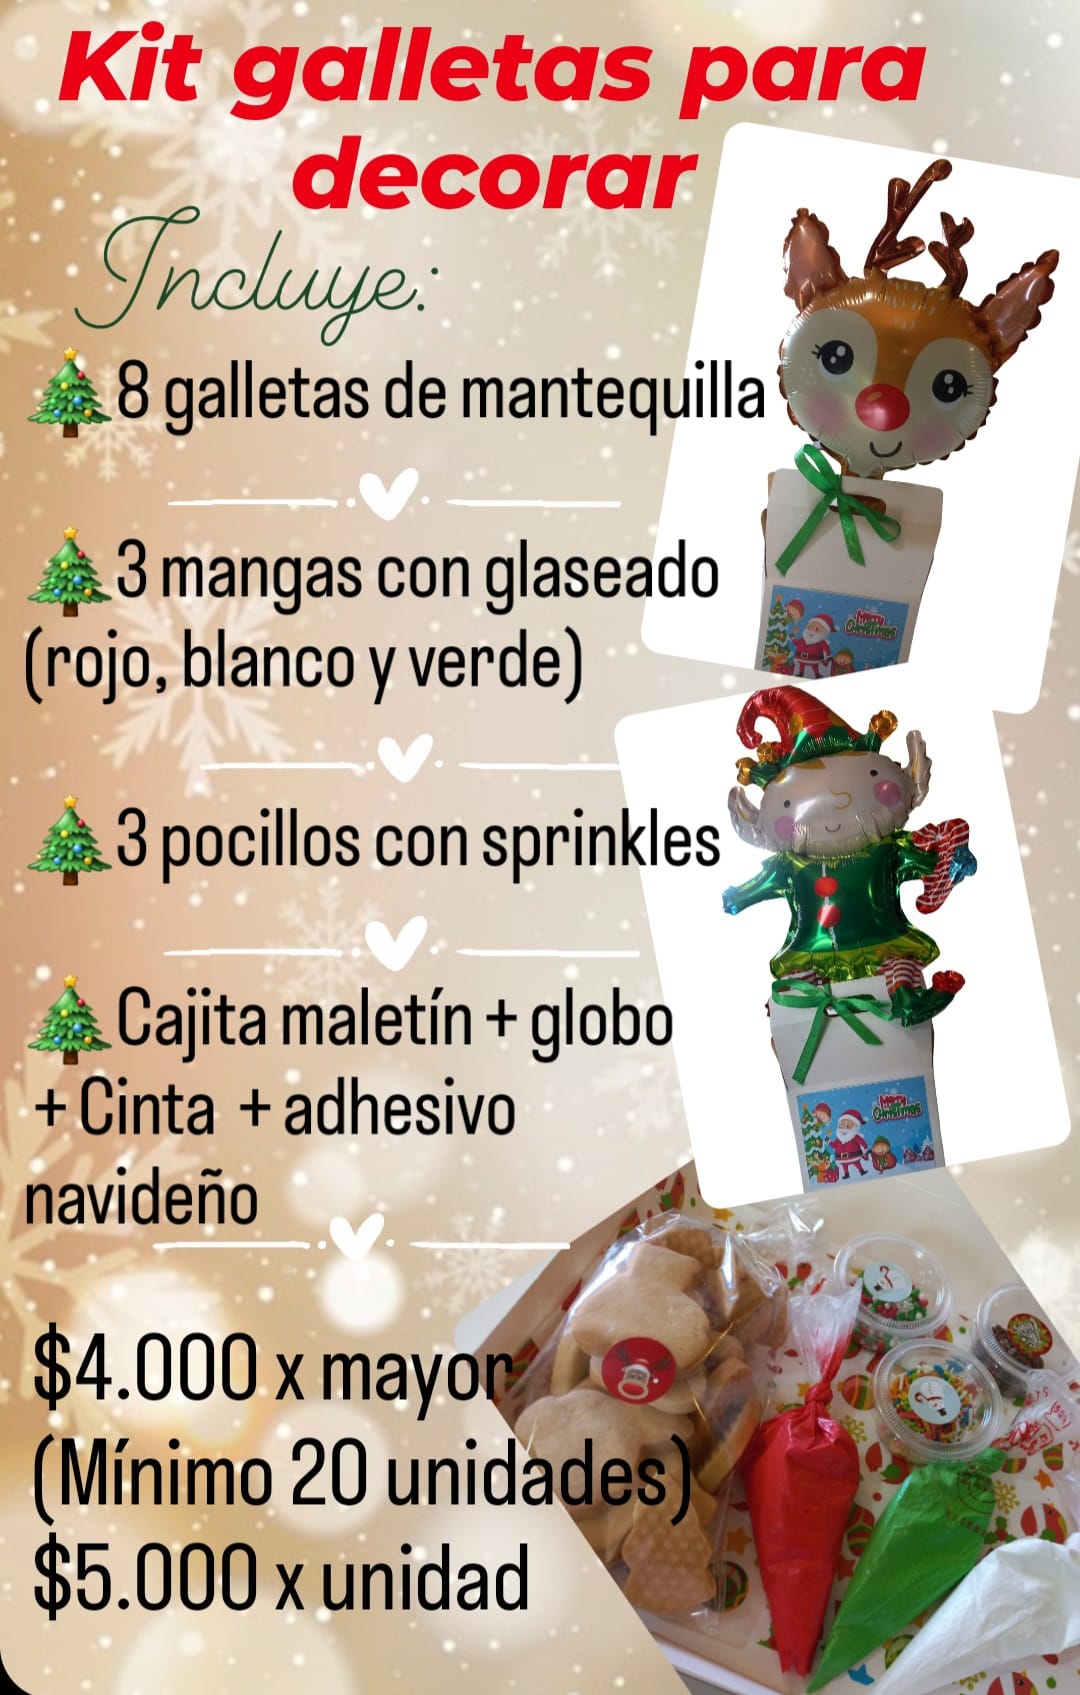 Kit galletas para
decorar
Incluye:
8 galletas de mantequilla
3 mangas con glaseado
(rojo, blanco y verde)
3 pocillos con sprinkles
Cajita maletín + globo
+ Cinta + adhesivo
navideño
$4.000 x mayor
(Mínimo 20 unidades)
$5.000 x unidad
Merry
Christmas
Merry
Christmas